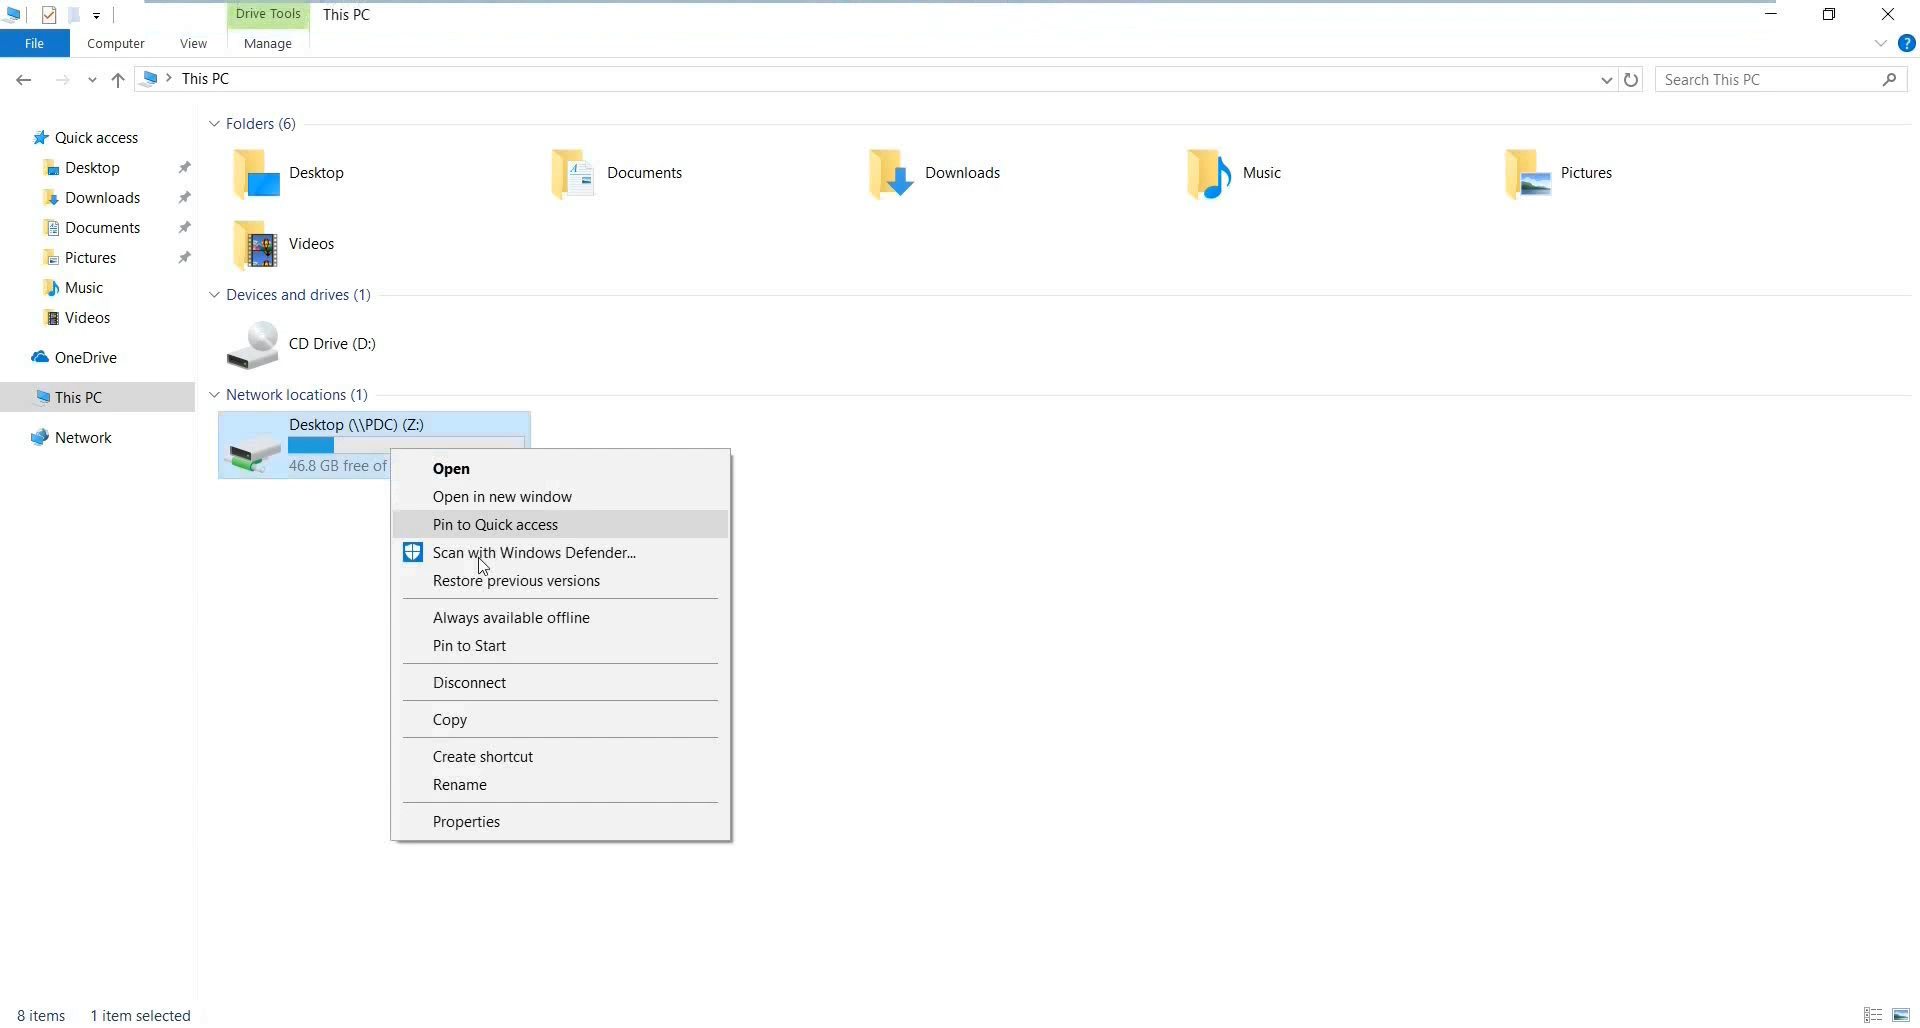 Drive Tools This PC
File Computer View Manage
This PC Search This PC
Quick access
Desktop
Downloads
Documents
Pictures
Music
Videos
OneDrive
This PC
Network
Folders (6)
Desktop Documents Downloads Music Pictures
Videos
Devices and drives (1)
CD Drive (D:)
Network locations (1)
Desktop (\\PDC) (Z:)
46.8 GB free of
Open
Open in new window
Pin to Quick access
Scan with Windows Defender...
Restore previous versions
Always available offline
Pin to Start
Disconnect
Copy
Create shortcut
Rename
Properties
8 items 1 item selected